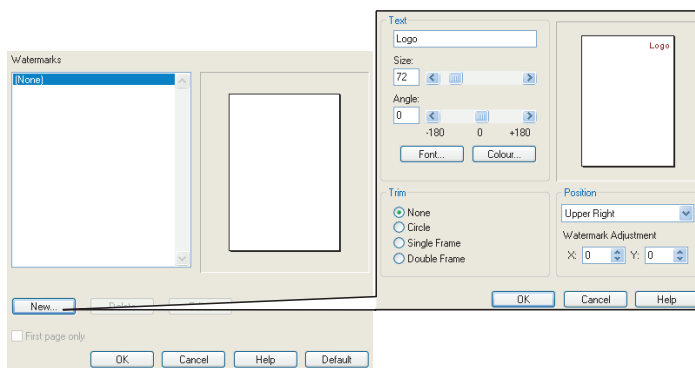 Watermarks
(None)
New...
Delete
First page only
OK
Cancel
Help
Default
Text
Logo
Size:
72
Angle:
0
-180 0 +180
Font...
Colour...
Logo
Trim
None
Circle
Single Frame
Double Frame
Position
Upper Right
Watermark Adjustment
X: 0 Y: 0
OK
Cancel
Help